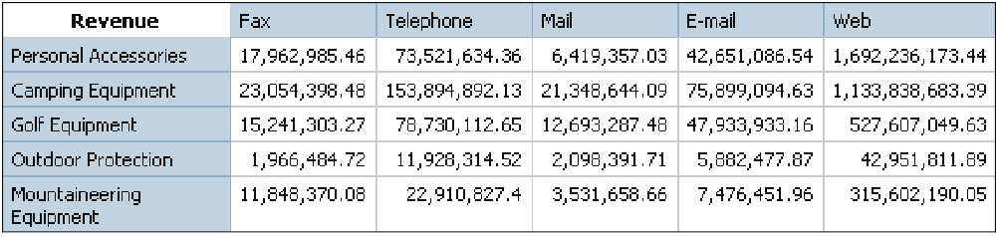 Revenue Fax Telephone Mail E-mail Web
Personal Accessories 17,962,985.46 73,521,634.36 6,419,357.03 42,651,086.54 1,692,236,173.44
Camping Equipment 23,054,398.48 153,894,892.13 21,348,644.09 75,899,094.63 1,133,838,683.39
Golf Equipment 15,241,303.27 78,730,112.65 12,693,287.48 47,933,933.16 527,607,049.63
Outdoor Protection 1,966,484.72 11,928,314.52 2,098,391.71 5,882,477.87 42,951,811.89
Mountaineering 11,848,370.08 22,910,827.4 3,531,658.66 7,476,451.96 315,602,190.05
Equipment